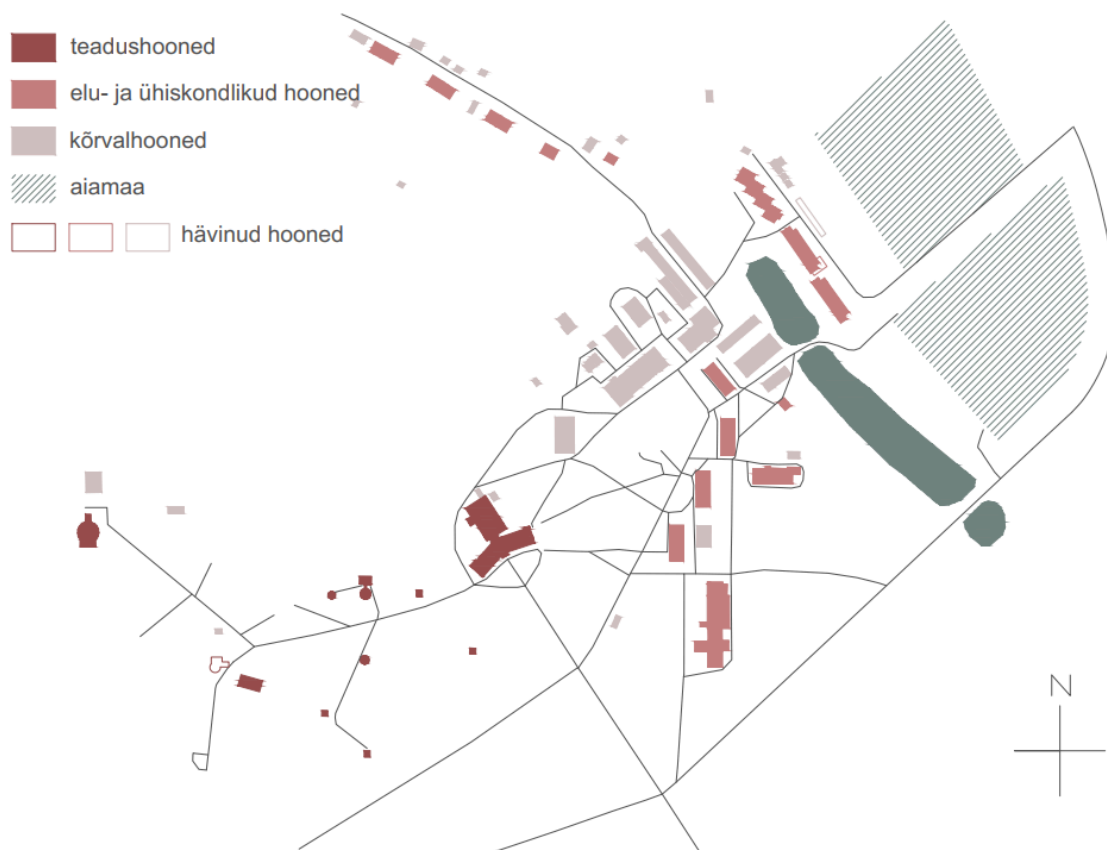 teadushooned
elu- ja ühiskondlikud hooned
kõrvalhooned
aiamaa
hävinud hooned
N